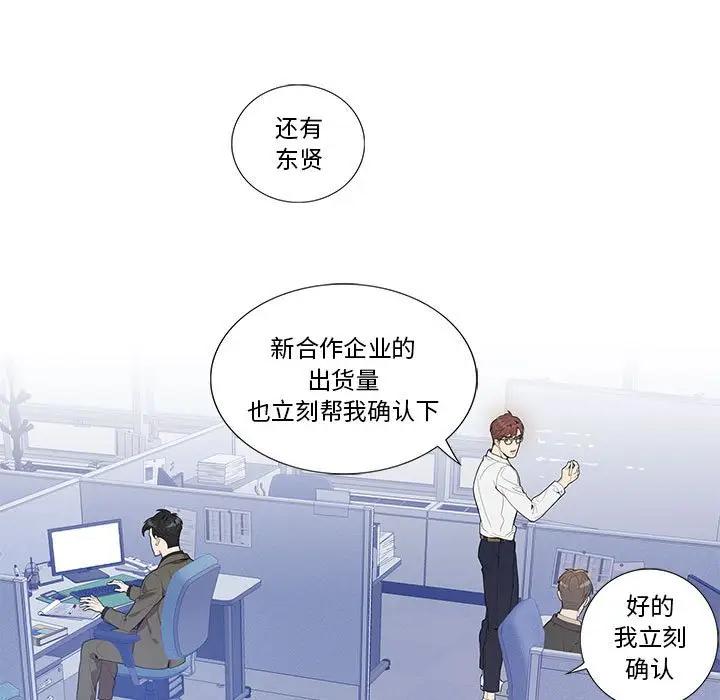 还有
东贤
新合作企业的
出货量
也立刻帮我确认下
好的
我立刻
确认